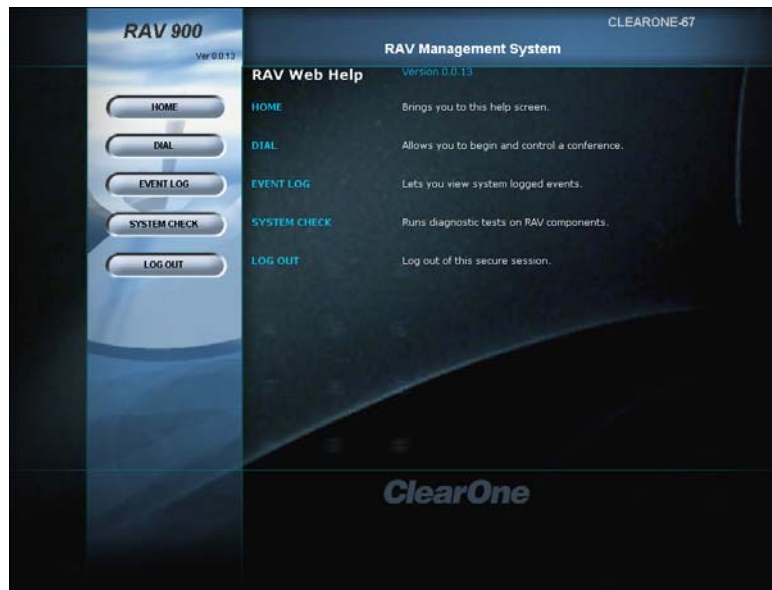 RAV 900
Ver 0.0.13
CLEARONE-67
RAV Management System
RAV Web Help Version 0.0.13
HOME
DIAL
EVENT LOG
SYSTEM CHECK
LOG OUT
HOME Brings you to this help screen.
DIAL Allows you to begin and control a conference.
EVENT LOG Lets you view system logged events.
SYSTEM CHECK Runs diagnostic tests on RAV components.
LOG OUT Log out of this secure session.
ClearOne